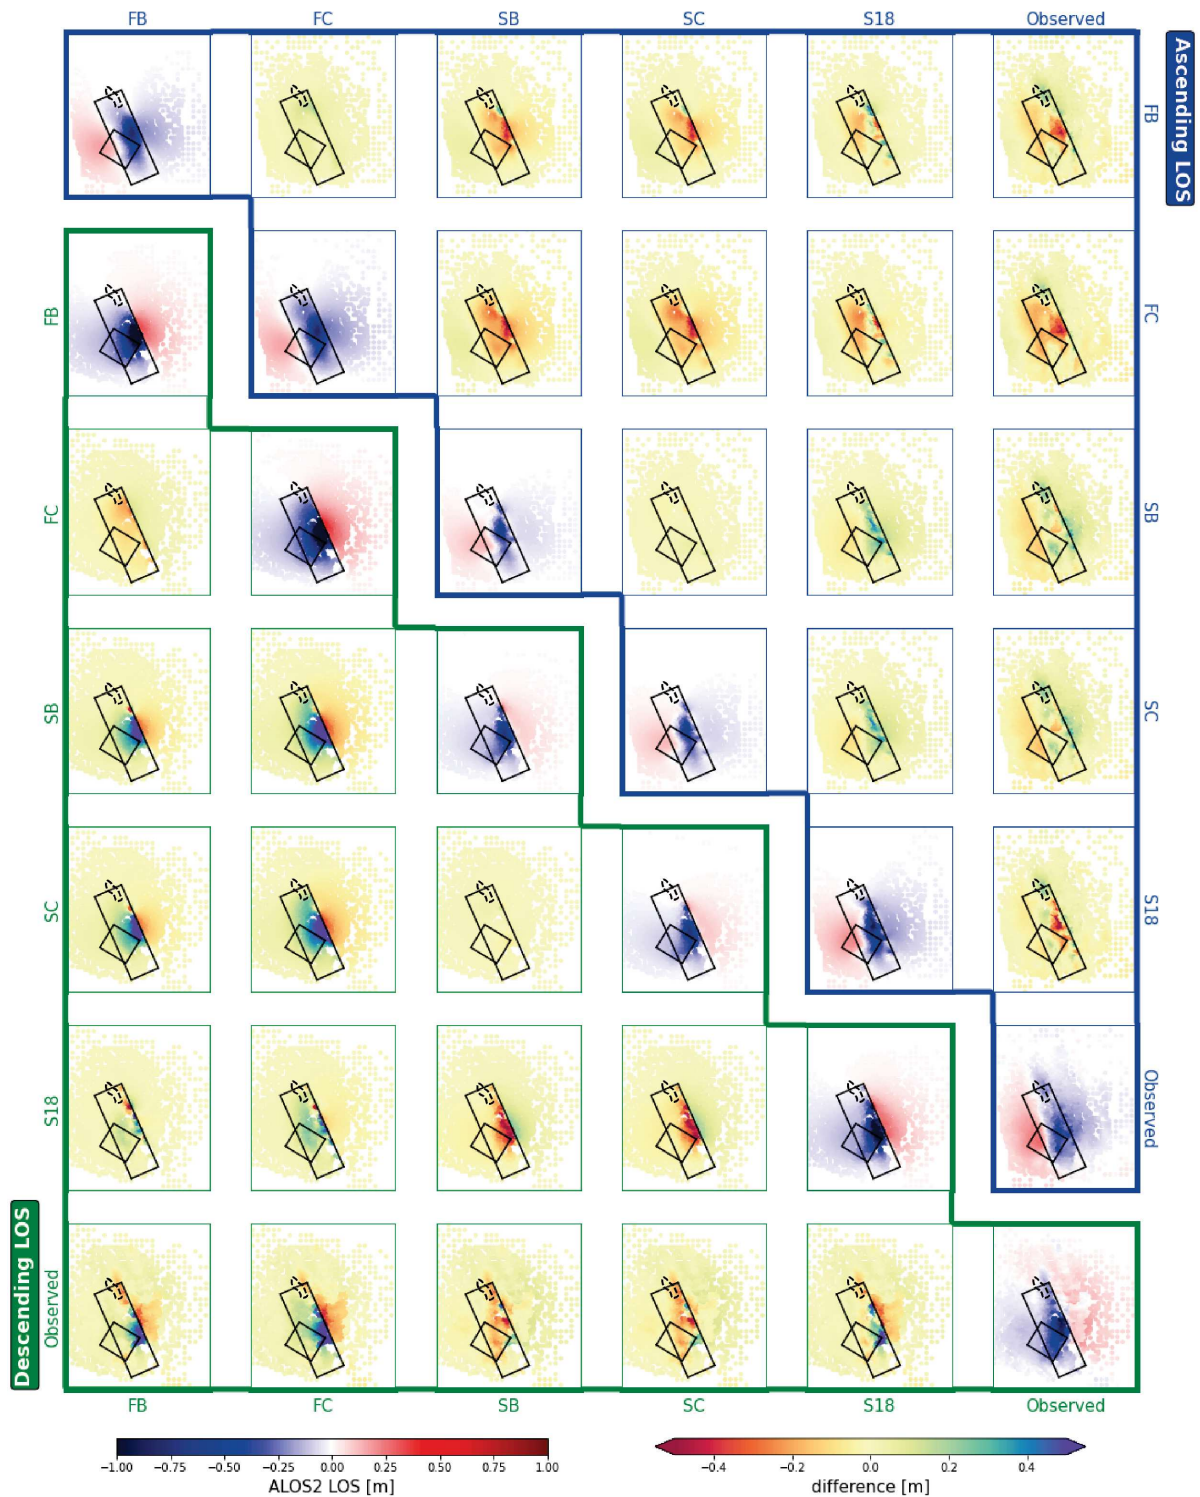 FB FC SB SC S18 Observed
Ascending LOS
FB
FC
SB
SC
S18
Observed
FB
FC
SB
SC
S18
Observed
Descending LOS
FB FC SB SC S18 Observed
−1.00 −0.75 −0.50 −0.25 0.00 0.25 0.50 0.75 1.00
ALOS2 LOS [m]
−0.4 −0.2 0.0 0.2 0.4
difference [m]